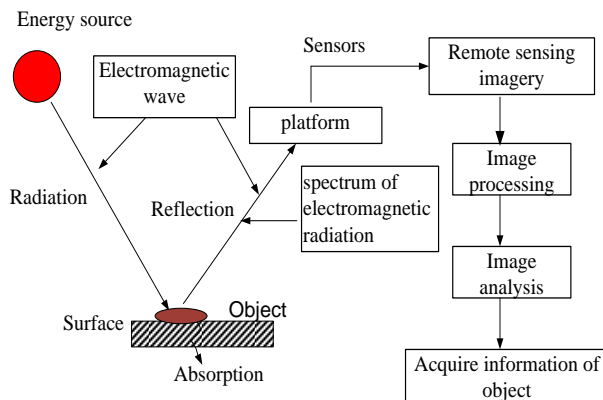 Energy source
Sensors
Remote sensing
imagery
Electromagnetic
wave
platform
Image
processing
Radiation
Reflection
spectrum of
electromagnetic
radiation
Image
analysis
Object
Surface
Absorption
Acquire information of
object